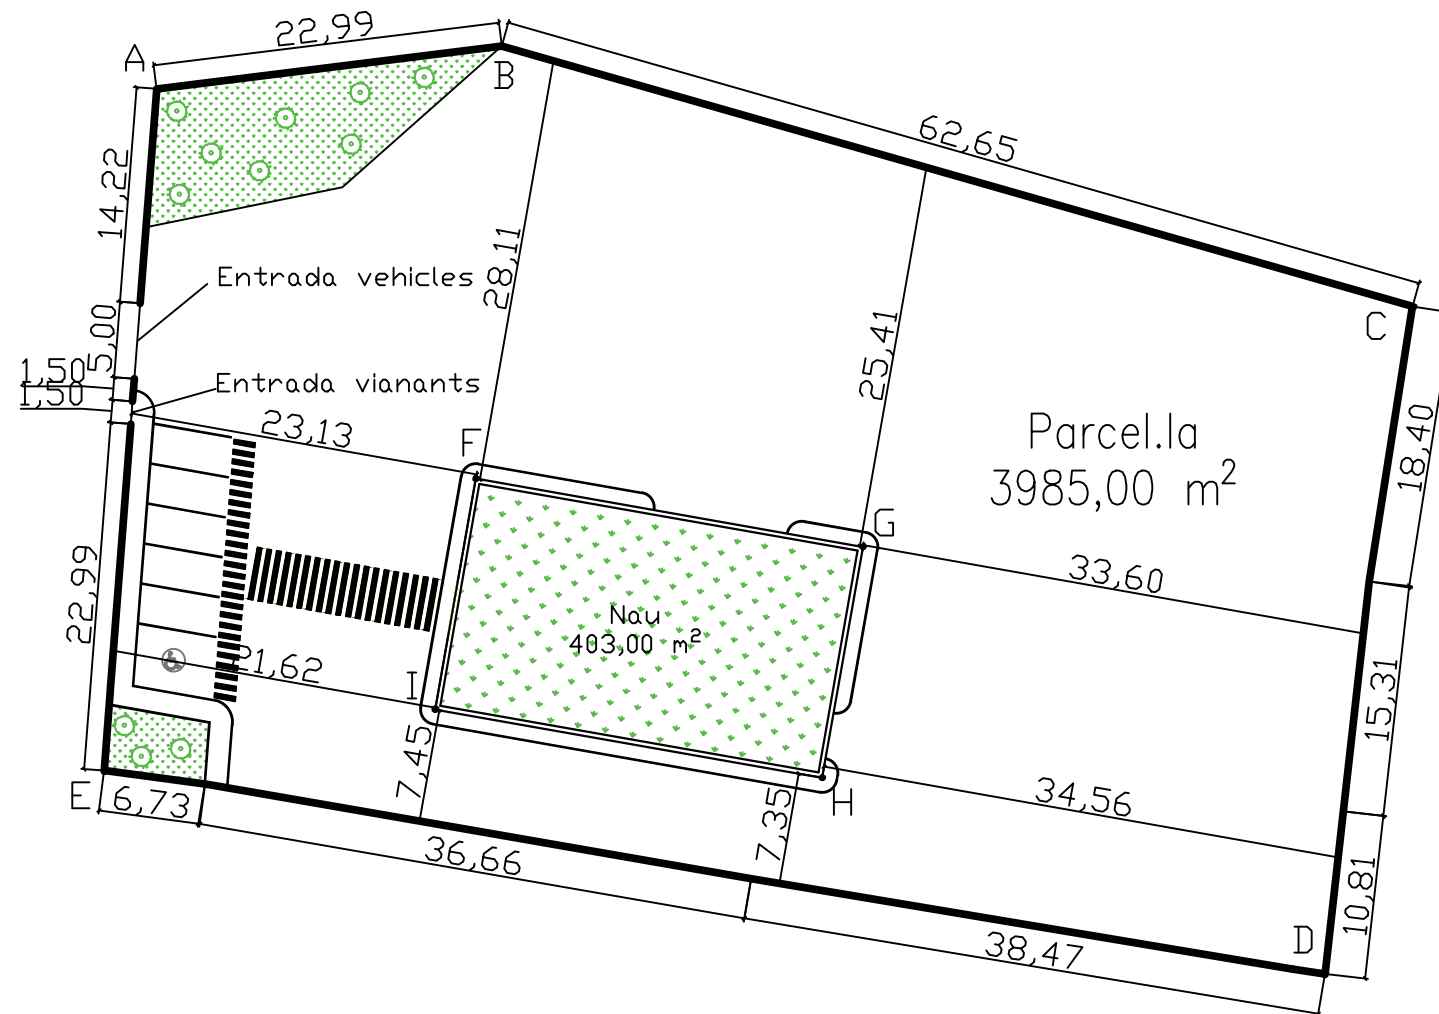 22,99
A
B
62,65
14,22
Entrada vehicles
28,11
5,00
25,41
C
1,50
1,50
Entrada vianants
23,13
F
Parcel.la
3985,00 m²
18,40
G
33,60
22,99
Nau
403,00 m²
21,62
I
15,31
7,45
E
6,73
H
34,56
7,35
36,66
10,81
D
38,47